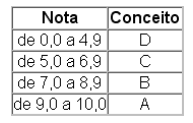 Nota Conceito
de 0,0 a 4,9 D
de 5,0 a 6,9 C
de 7,0 a 8,9 B
de 9,0 a 10,0 A